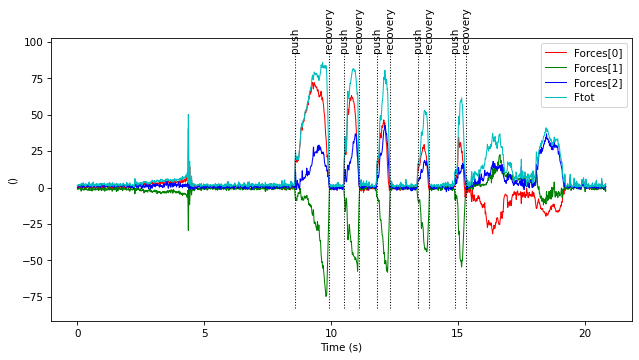 push
recovery
push
recovery
push
recovery
push
recovery
push
recovery
100
75
50
25
0
−25
−50
−75
()
Forces[0]
Forces[1]
Forces[2]
Ftot
0
5
10
15
20
Time (s)